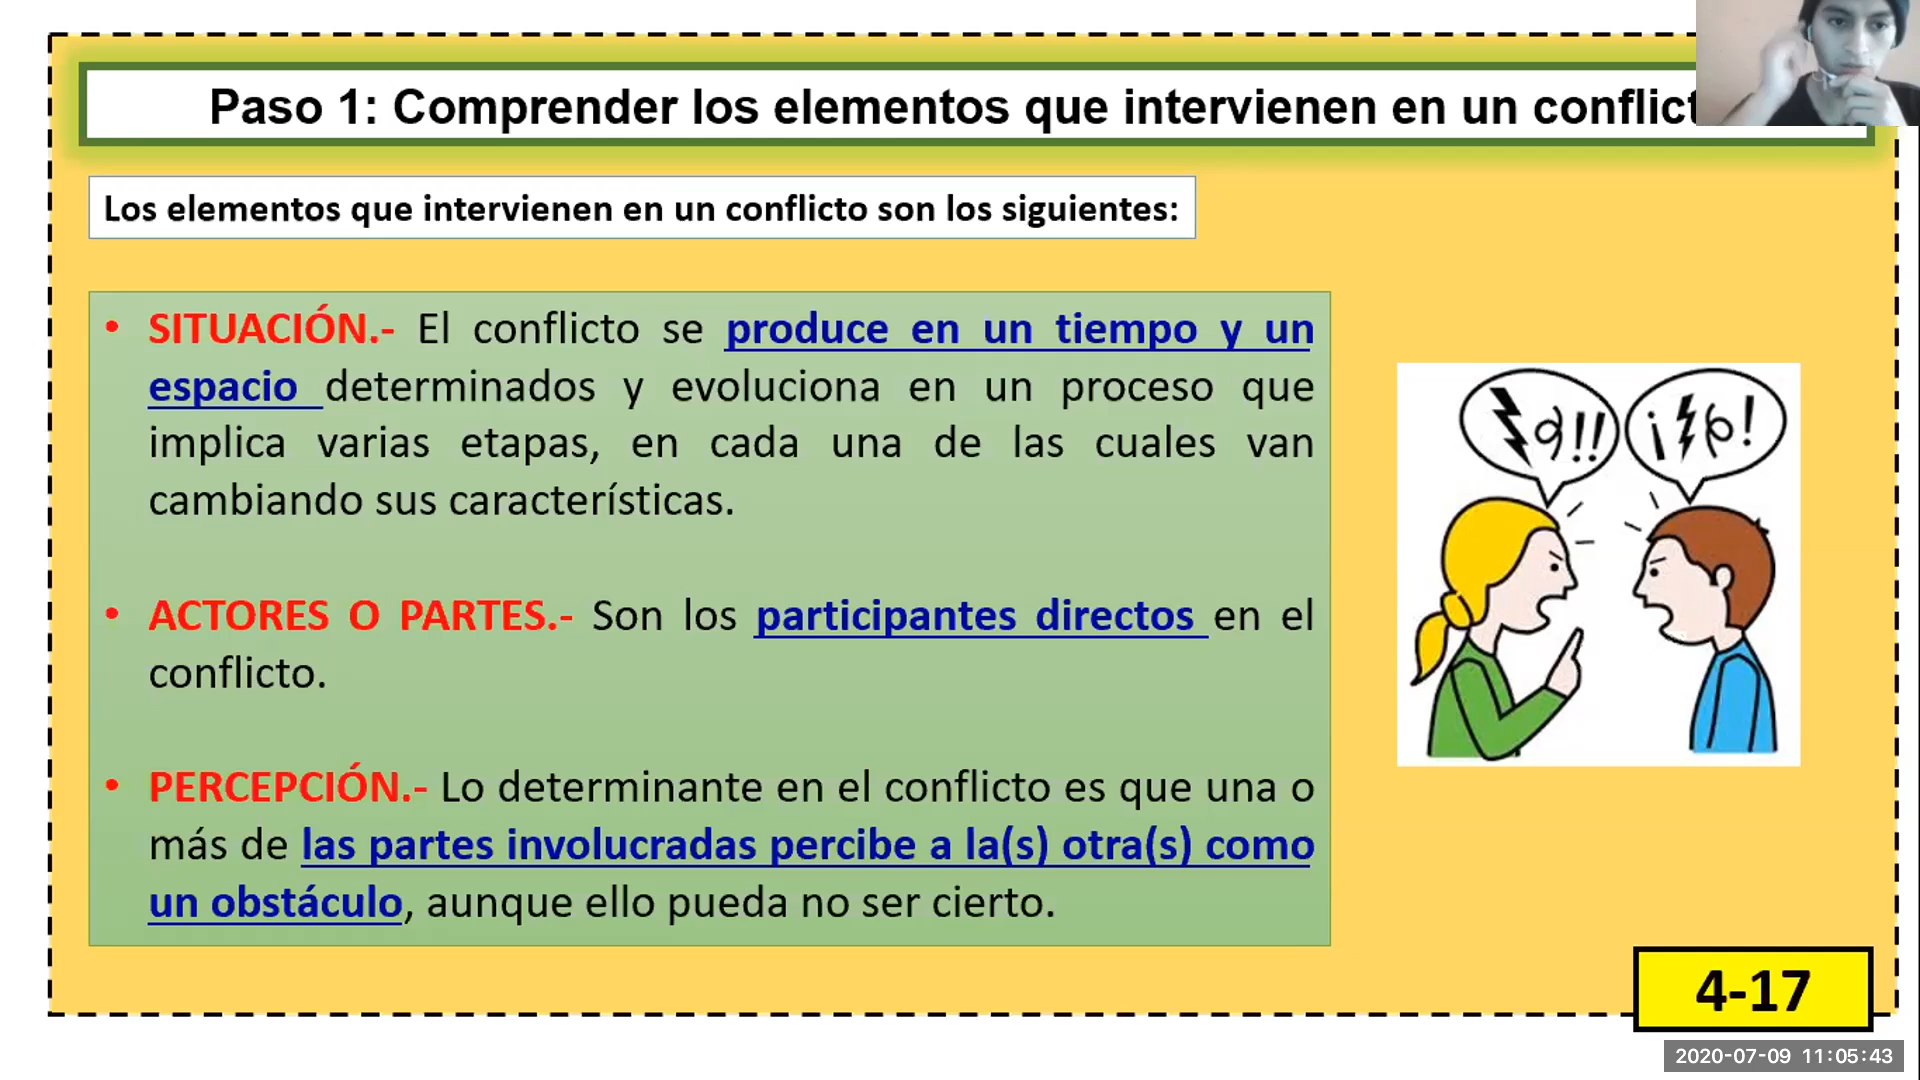 Paso 1: Comprender los elementos que intervienen en un conflict
Los elementos que intervienen en un conflicto son los siguientes:
• SITUACIÓN.- El conflicto se produce en un tiempo y un
espacio determinados y evoluciona en un proceso que
implica varias etapas, en cada una de las cuales van
cambiando sus características.
• ACTORES O PARTES.- Son los participantes directos en el
conflicto.
• PERCEPCIÓN.- Lo determinante en el conflicto es que una o
más de las partes involucradas percibe a la(s) otra(s) como
un obstáculo, aunque ello pueda no ser cierto.
4-17
2020-07-09 11:05:43